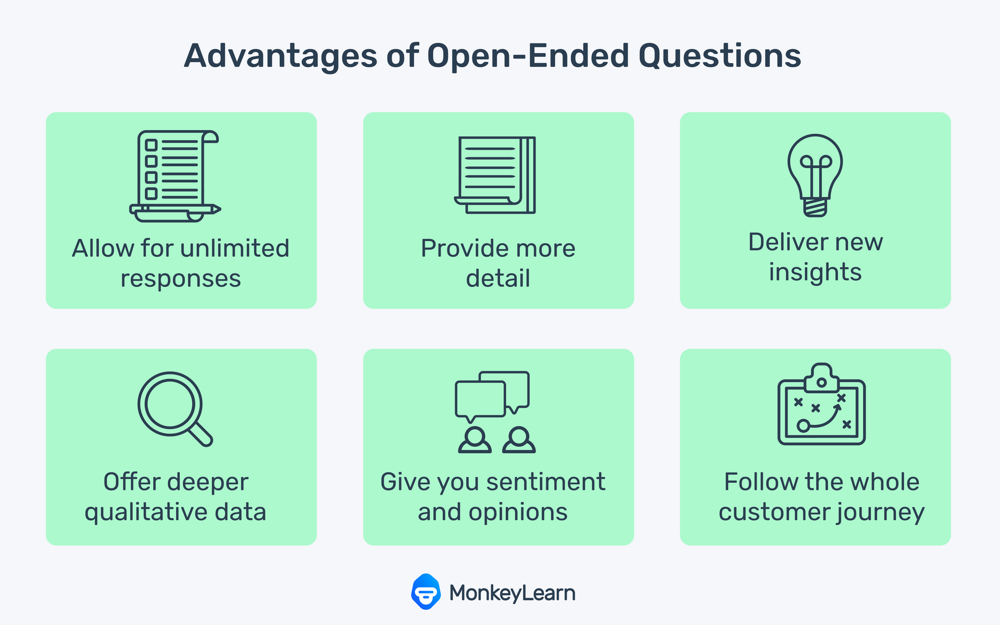 Advantages of Open-Ended Questions
Allow for unlimited
responses
Provide more
detail
Deliver new
insights
Offer deeper
qualitative data
Give you sentiment
and opinions
Follow the whole
customer journey
MonkeyLearn